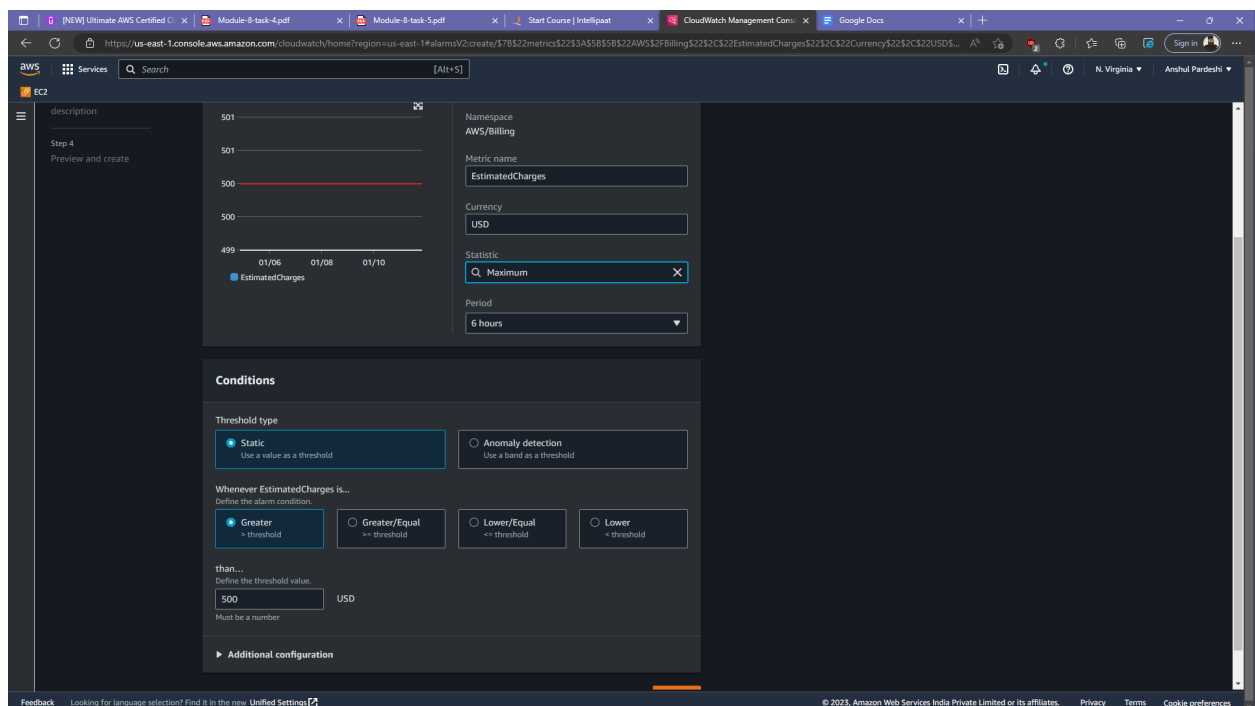 [NEW] Ultimate AWS Certified Cl
Module-8-task-4.pdf
Module-8-task-5.pdf
Start Course | Intellipaat
CloudWatch Management Cons
Google Docs
https://us-east-1.console.aws.amazon.com/cloudwatch/home?region=us-east-1#alarmsV2:create/$7B$22metrics$22$3A$5B$5B$22AWS$2FBilling$22$2C$22EstimatedCharges$22$2C$22Currency$22$2C$22USD$...
Sign in
aws
Services
Search
[Alt+S]
N. Virginia
Anshul Pardeshi
EC2
description
Step 4
Preview and create
501
501
500
500
499
01/06 01/08 01/10
EstimatedCharges
Namespace
AWS/Billing
Metric name
EstimatedCharges
Currency
USD
Statistic
Maximum
Period
6 hours
Conditions
Threshold type
Static
Use a value as a threshold
Anomaly detection
Use a band as a threshold
Whenever EstimatedCharges is...
Define the alarm condition.
Greater
> threshold
Greater/Equal
>= threshold
Lower/Equal
<= threshold
Lower
< threshold
than...
Define the threshold value.
500 USD
Must be a number
Additional configuration
Feedback Looking for language selection? Find it in the new Unified Settings
© 2023, Amazon Web Services India Private Limited or its affiliates. Privacy Terms Cookie preferences